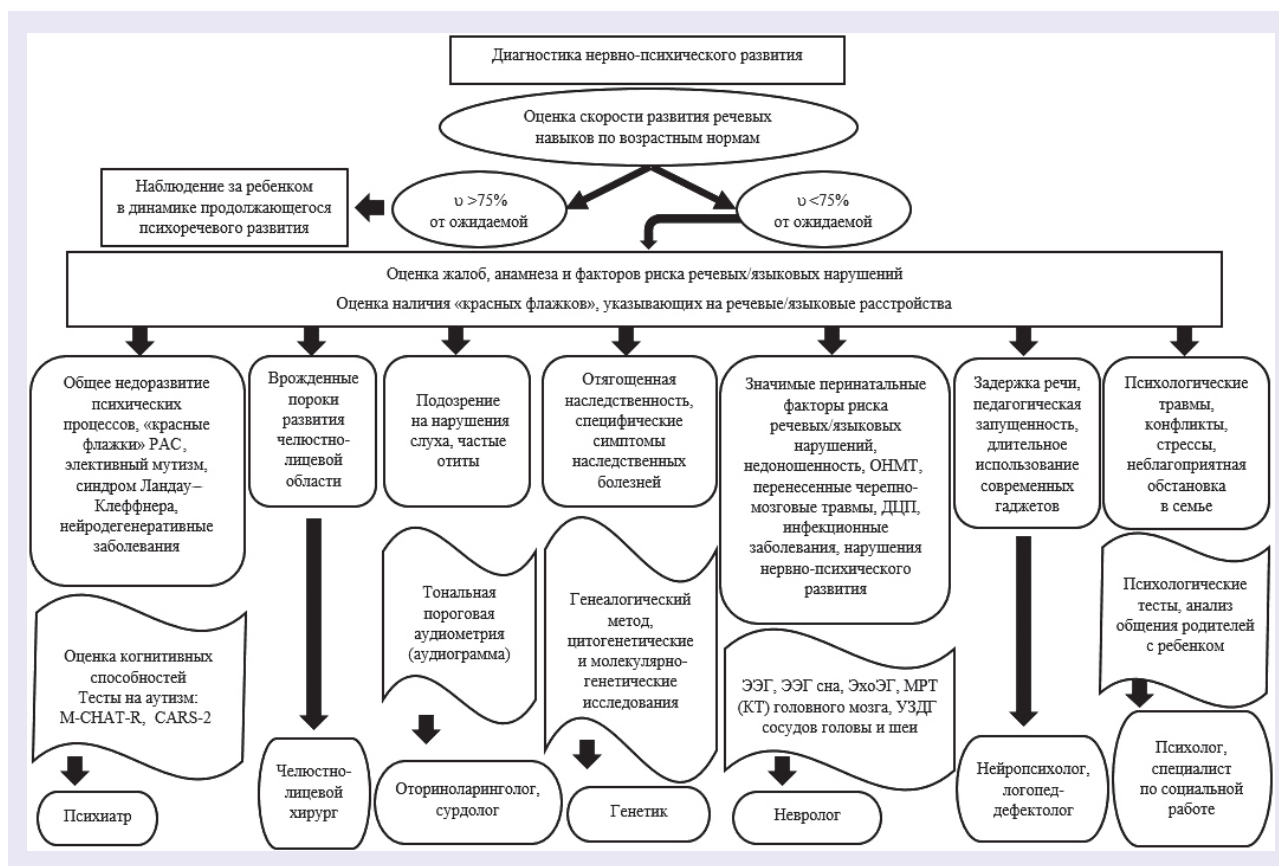 Диагностика нервно-психического развития
Оценка скорости развития речевых
навыков по возрастным нормам
Наблюдение за ребенком
в динамике продолжающегося
психоречевого развития
υ >75%
от ожидаемой
υ <75%
от ожидаемой
Оценка жалоб, анамнеза и факторов риска речевых/языковых нарушений
Оценка наличия «красных флажков», указывающих на речевые/языковые расстройства
Общее недоразвитие
психических
процессов, «красные
флажки» РАС,
элективный мутизм,
синдром Ландау–
Клеффнера,
нейродегенеративные
заболевания
Врожденные
пороки
развития
челюстно-
лицевой
области
Подозрение
на нарушения
слуха, частые
отиты
Отягощенная
наследственность,
специфические
симптомы
наследственных
болезней
Значимые перинатальные
факторы риска
речевых/языковых
нарушений,
недоношенность, ОНМТ,
перенесенные черепно-
мозговые травмы, ДЦП,
инфекционные
заболевания, нарушения
нервно-психического
развития
Задержка речи,
педагогическая
запущенность,
длительное
использование
современных
гаджетов
Психологические
травмы,
конфликты,
стрессы,
неблагоприятная
обстановка
в семье
Оценка когнитивных
способностей
Тесты на аутизм:
M-CHAT-R, CARS-2
Тональная
пороговая
аудиометрия
(аудиограмма)
Генеалогический
метод,
цитогенетические
и молекулярно-
генетические
исследования
ЭЭГ, ЭЭГ сна, ЭхоЭГ, МРТ
(КТ) головного мозга, УЗДГ
сосудов головы и шеи
Психологические
тесты, анализ
общения родителей
с ребенком
Психиатр
Челюстно-
лицевой
хирург
Оториноларинголог,
сурдолог
Генетик
Невролог
Нейропсихолог,
логопед-
дефектолог
Психолог,
специалист
по социальной
работе